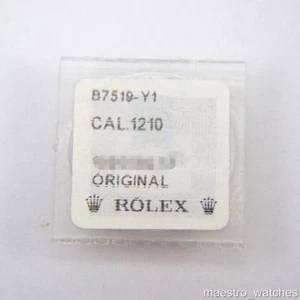 B7519-Y1
CAL.1210
ORIGINAL
ROLEX
maestro_watches